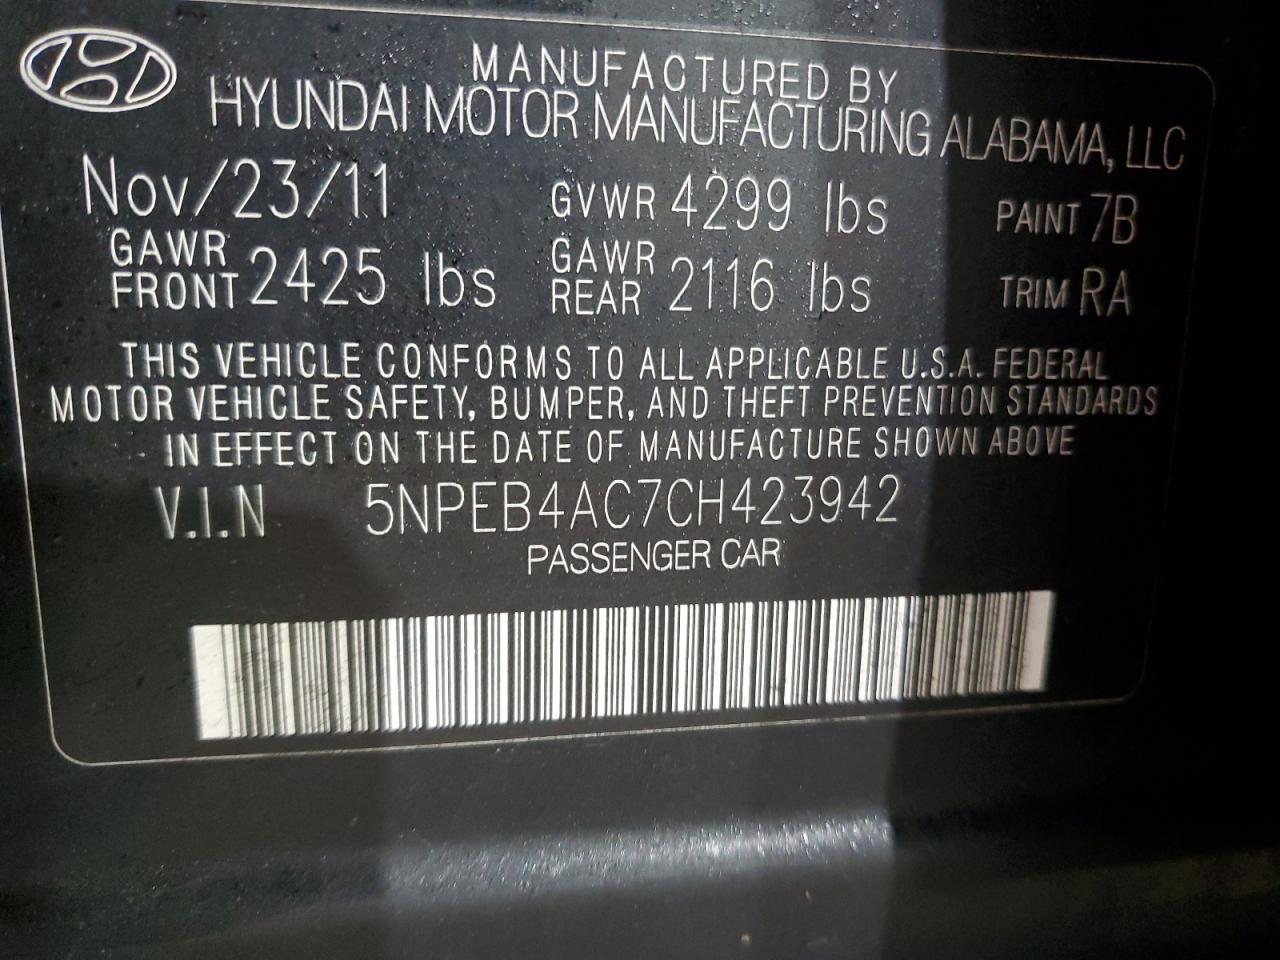 MANUFACTURED BY
HYUNDAI MOTOR MANUFACTURING ALABAMA, LLC
Nov/23/11 GVWR 4299 lbs PAINT 7B
GAWR FRONT 2425 lbs GAWR REAR 2116 lbs TRIM RA
THIS VEHICLE CONFORMS TO ALL APPLICABLE U.S.A. FEDERAL
MOTOR VEHICLE SAFETY, BUMPER, AND THEFT PREVENTION STANDARDS
IN EFFECT ON THE DATE OF MANUFACTURE SHOWN ABOVE
V.I.N 5NPEB4AC7CH423942
PASSENGER CAR